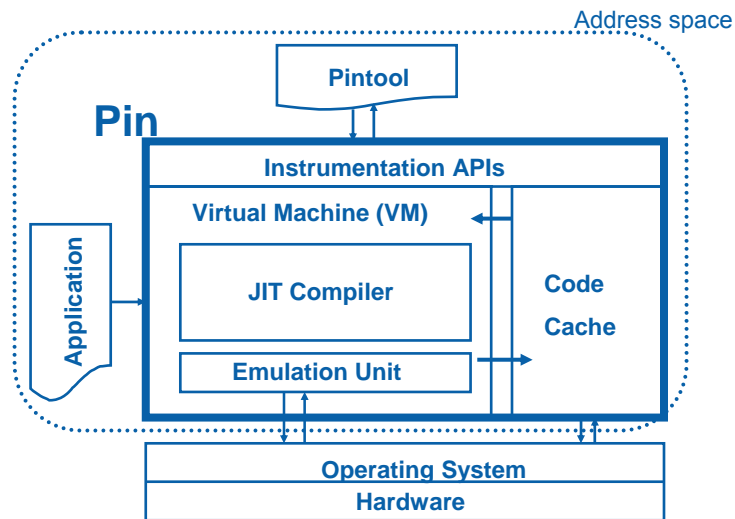 Address space
Pintool
Pin
Instrumentation APIs
Virtual Machine (VM)
Application
JIT Compiler
Code
Cache
Emulation Unit
Operating System
Hardware